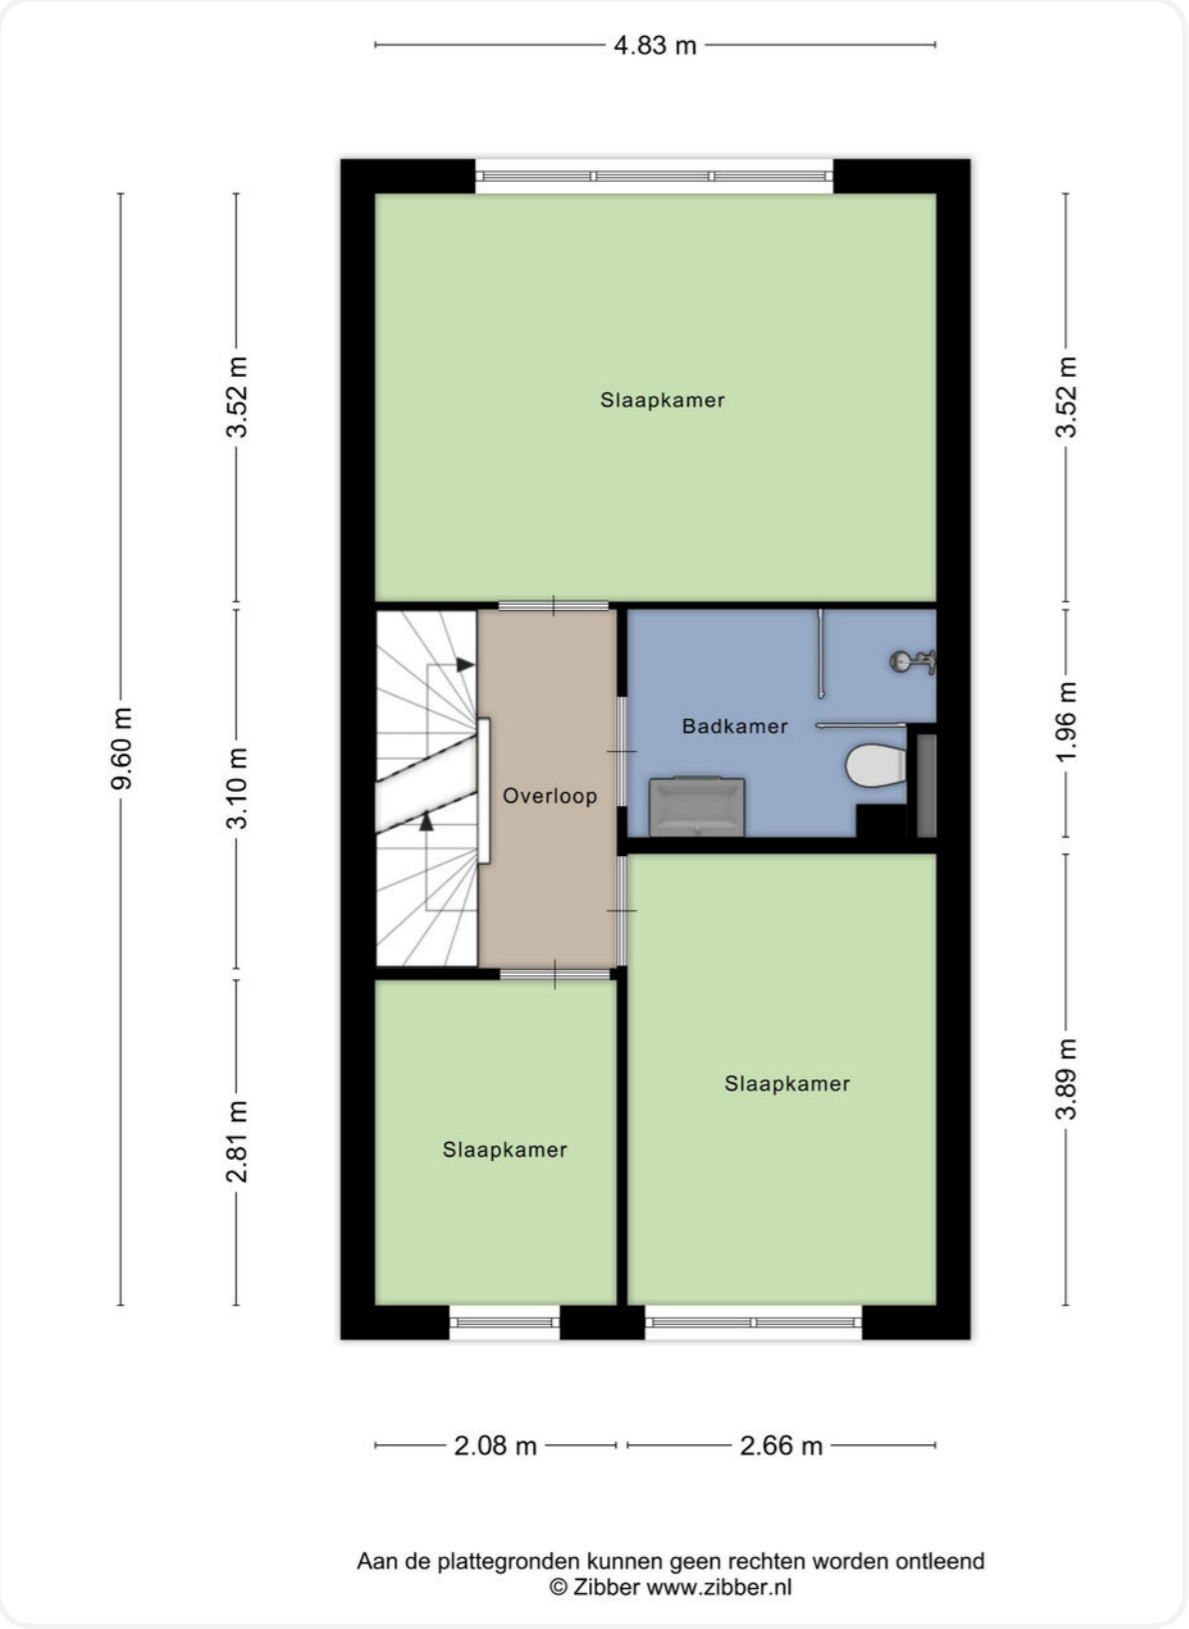 4.83 m
Slaapkamer
3.52 m
3.52 m
9.60 m
3.10 m
1.96 m
Badkamer
Overloop
Slaapkamer
Slaapkamer
2.81 m
3.89 m
2.08 m
2.66 m
Aan de plattegronden kunnen geen rechten worden ontleend
© Zibber www.zibber.nl